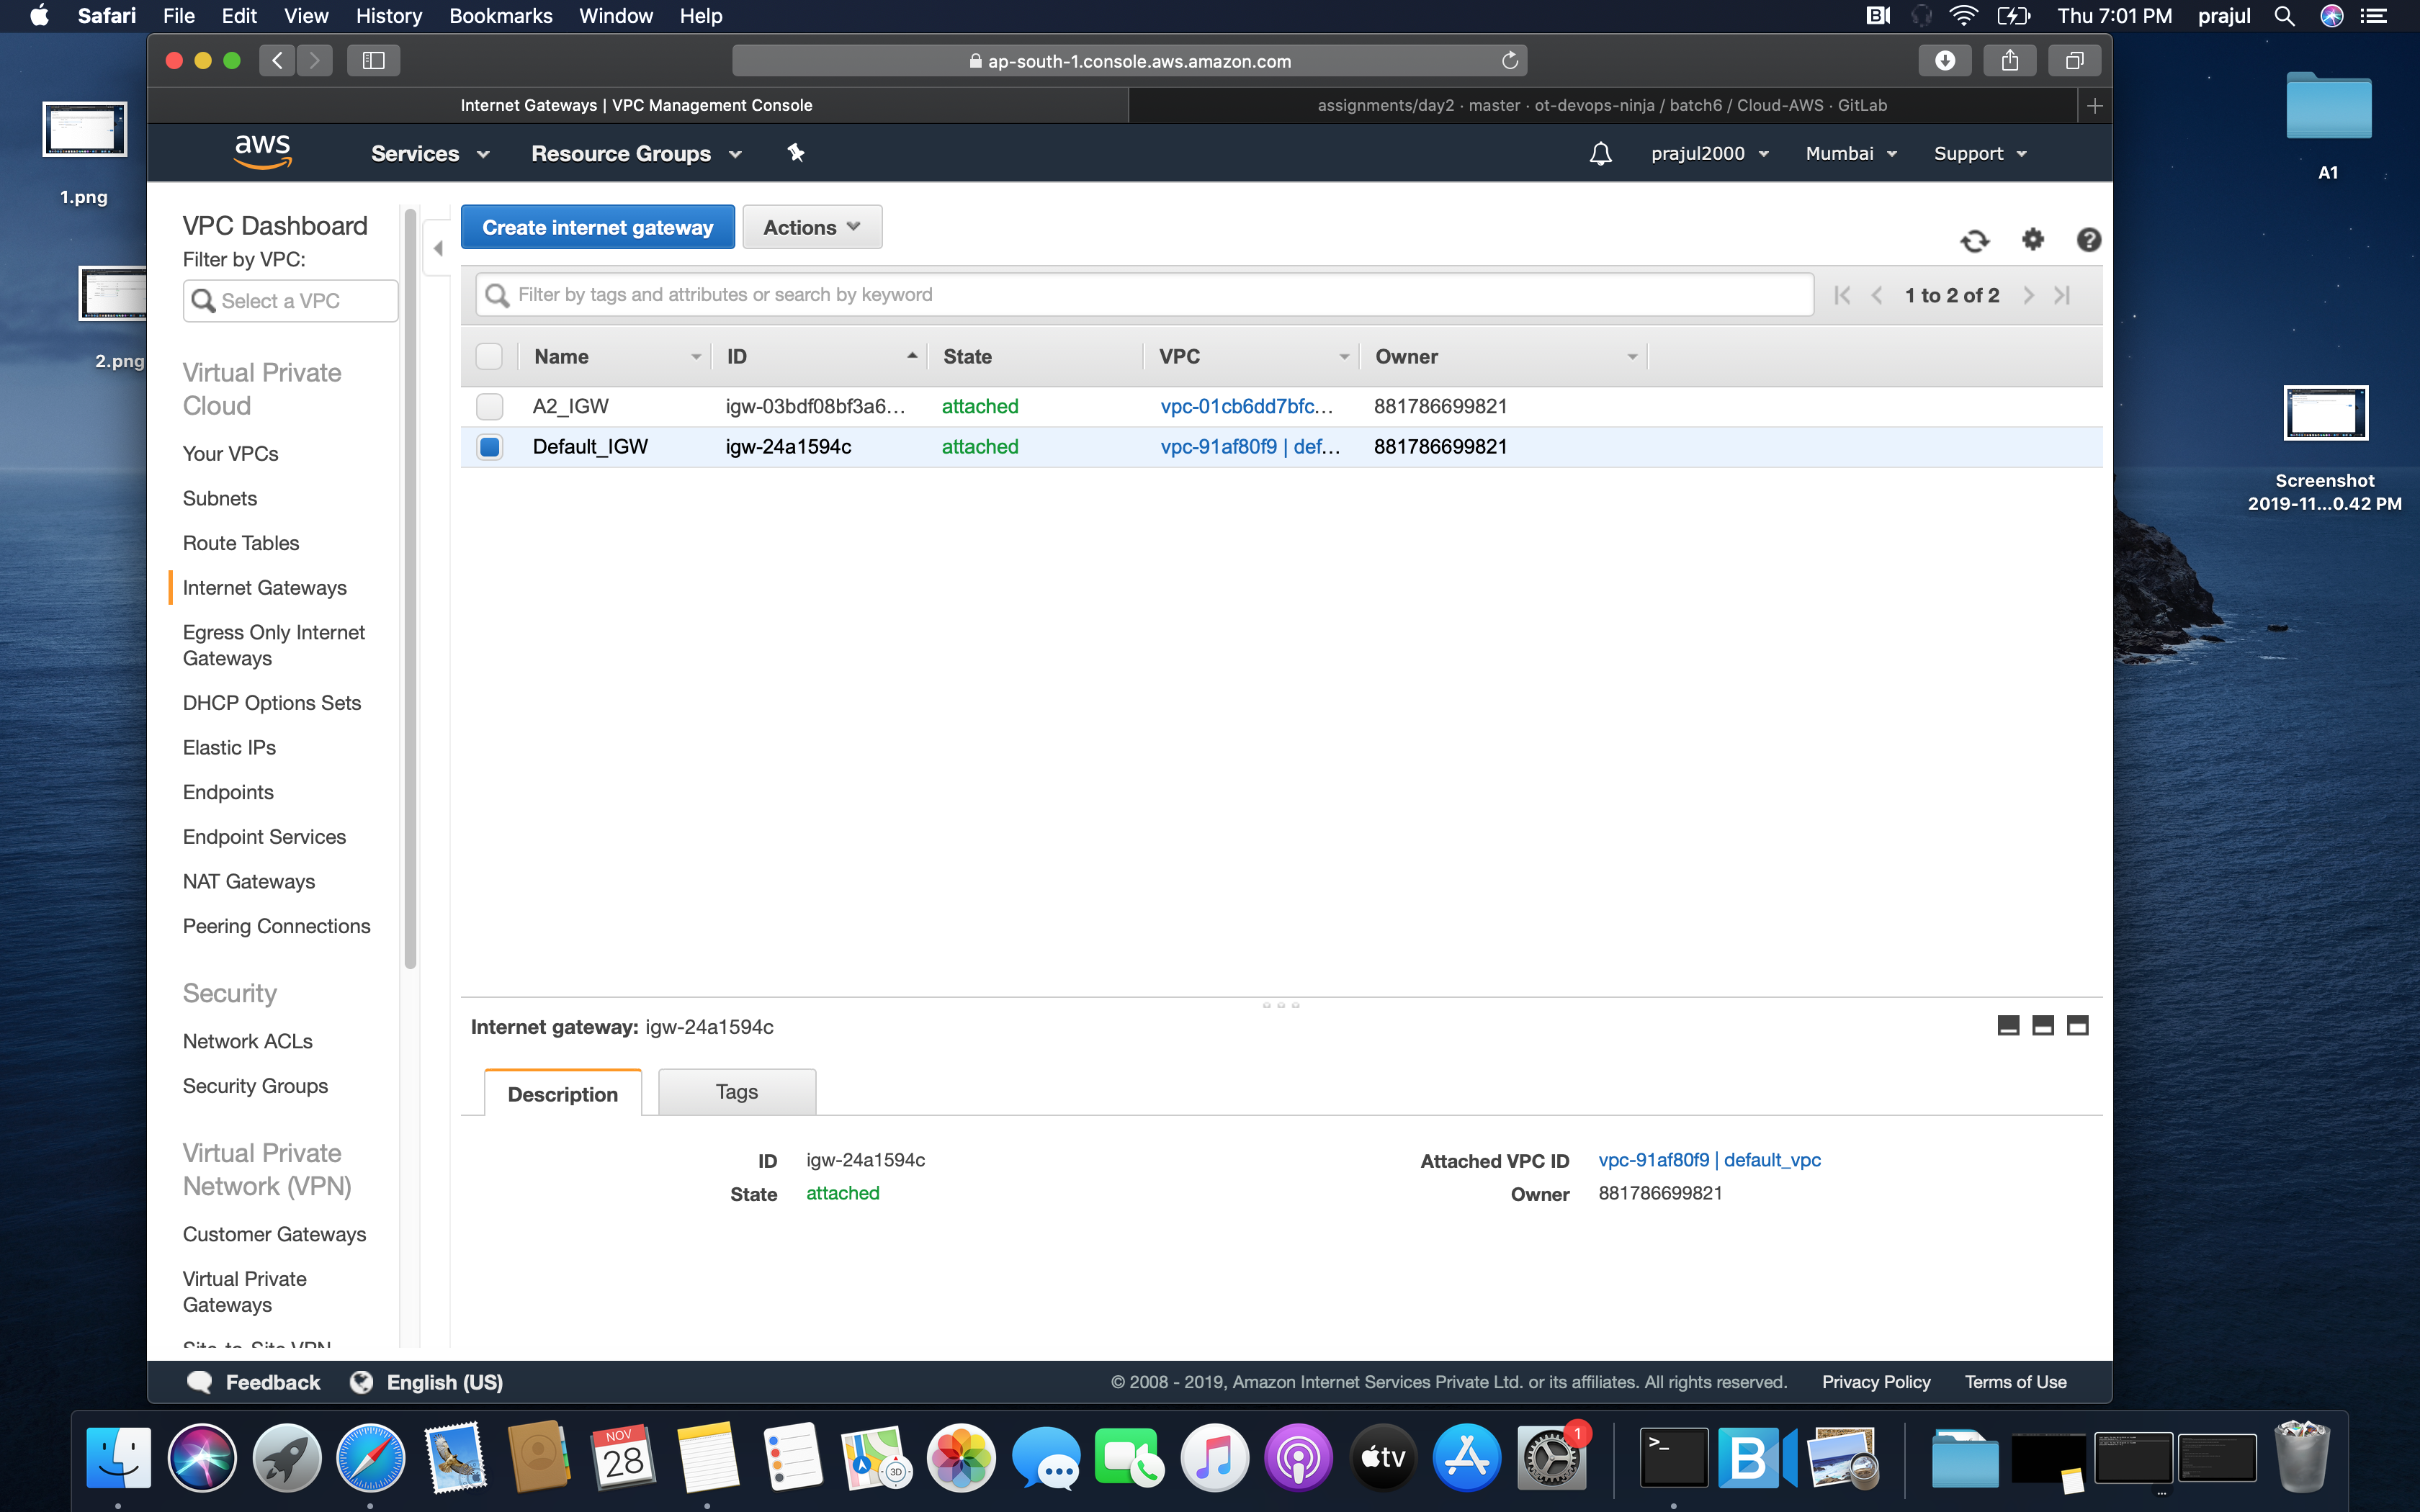 Safari File Edit View History Bookmarks Window Help
Thu 7:01 PM prajul
ap-south-1.console.aws.amazon.com
Internet Gateways | VPC Management Console
assignments/day2 · master · ot-devops-ninja / batch6 / Cloud-AWS · GitLab
aws Services Resource Groups prajul2000 Mumbai Support
1.png
2.png
A1
Screenshot
2019-11...0.42 PM
VPC Dashboard
Filter by VPC:
Select a VPC
Virtual Private
Cloud
Your VPCs
Subnets
Route Tables
Internet Gateways
Egress Only Internet
Gateways
DHCP Options Sets
Elastic IPs
Endpoints
Endpoint Services
NAT Gateways
Peering Connections
Security
Network ACLs
Security Groups
Virtual Private
Network (VPN)
Customer Gateways
Virtual Private
Gateways
Create internet gateway Actions
Filter by tags and attributes or search by keyword
1 to 2 of 2
Name ID State VPC Owner
A2_IGW igw-03bdf08bf3a6... attached vpc-01cb6dd7bfc... 881786699821
Default_IGW igw-24a1594c attached vpc-91af80f9 | def... 881786699821
Internet gateway: igw-24a1594c
Description Tags
ID igw-24a1594c Attached VPC ID vpc-91af80f9 | default_vpc
State attached Owner 881786699821
Feedback English (US) © 2008 - 2019, Amazon Internet Services Private Ltd. or its affiliates. All rights reserved. Privacy Policy Terms of Use
NOV
28
3D
tv
1
>_
B